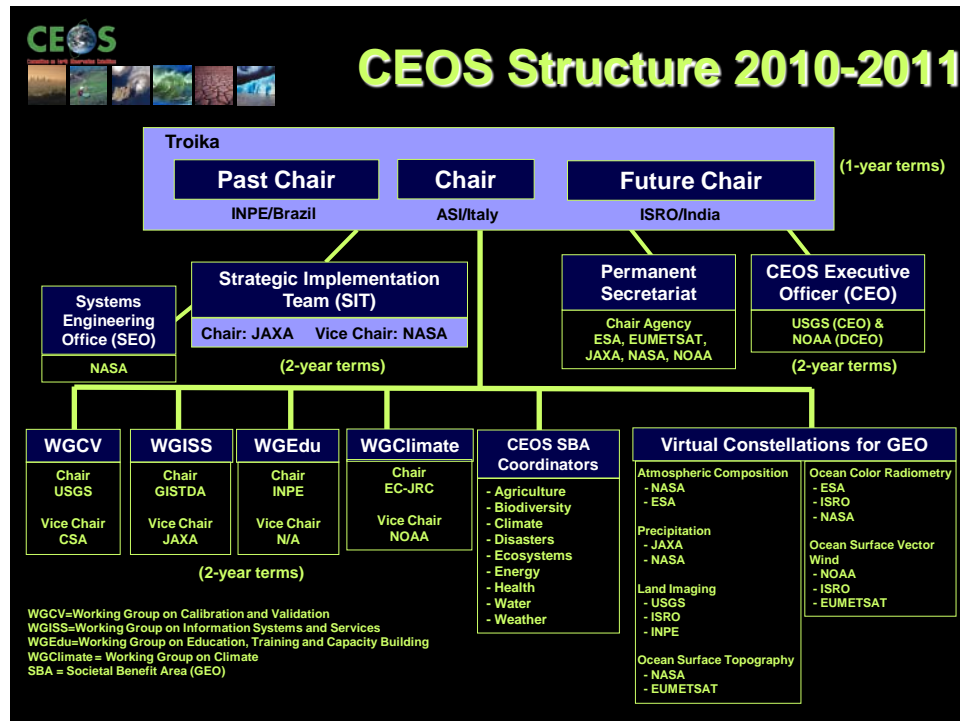 CEOS
Committee on Earth Observation Satellites
CEOS Structure 2010-2011
Troika
Past Chair
Chair
Future Chair
(1-year terms)
INPE/Brazil
ASI/Italy
ISRO/India
Systems
Engineering
Office (SEO)
NASA
Strategic Implementation
Team (SIT)
Chair: JAXA Vice Chair: NASA
(2-year terms)
Permanent
Secretariat
Chair Agency
ESA, EUMETSAT,
JAXA, NASA, NOAA
CEOS Executive
Officer (CEO)
USGS (CEO) &
NOAA (DCEO)
(2-year terms)
WGCV
Chair
USGS
Vice Chair
CSA
WGISS
Chair
GISTDA
Vice Chair
JAXA
WGEdu
Chair
INPE
Vice Chair
N/A
WGClimate
Chair
EC-JRC
Vice Chair
NOAA
(2-year terms)
CEOS SBA
Coordinators
- Agriculture
- Biodiversity
- Climate
- Disasters
- Ecosystems
- Energy
- Health
- Water
- Weather
Virtual Constellations for GEO
Atmospheric Composition
- NASA
- ESA
Precipitation
- JAXA
- NASA
Land Imaging
- USGS
- ISRO
- INPE
Ocean Surface Topography
- NASA
- EUMETSAT
Ocean Color Radiometry
- ESA
- ISRO
- NASA
Ocean Surface Vector
Wind
- NOAA
- ISRO
- EUMETSAT
WGCV=Working Group on Calibration and Validation
WGISS=Working Group on Information Systems and Services
WGEdu=Working Group on Education, Training and Capacity Building
WGClimate = Working Group on Climate
SBA = Societal Benefit Area (GEO)